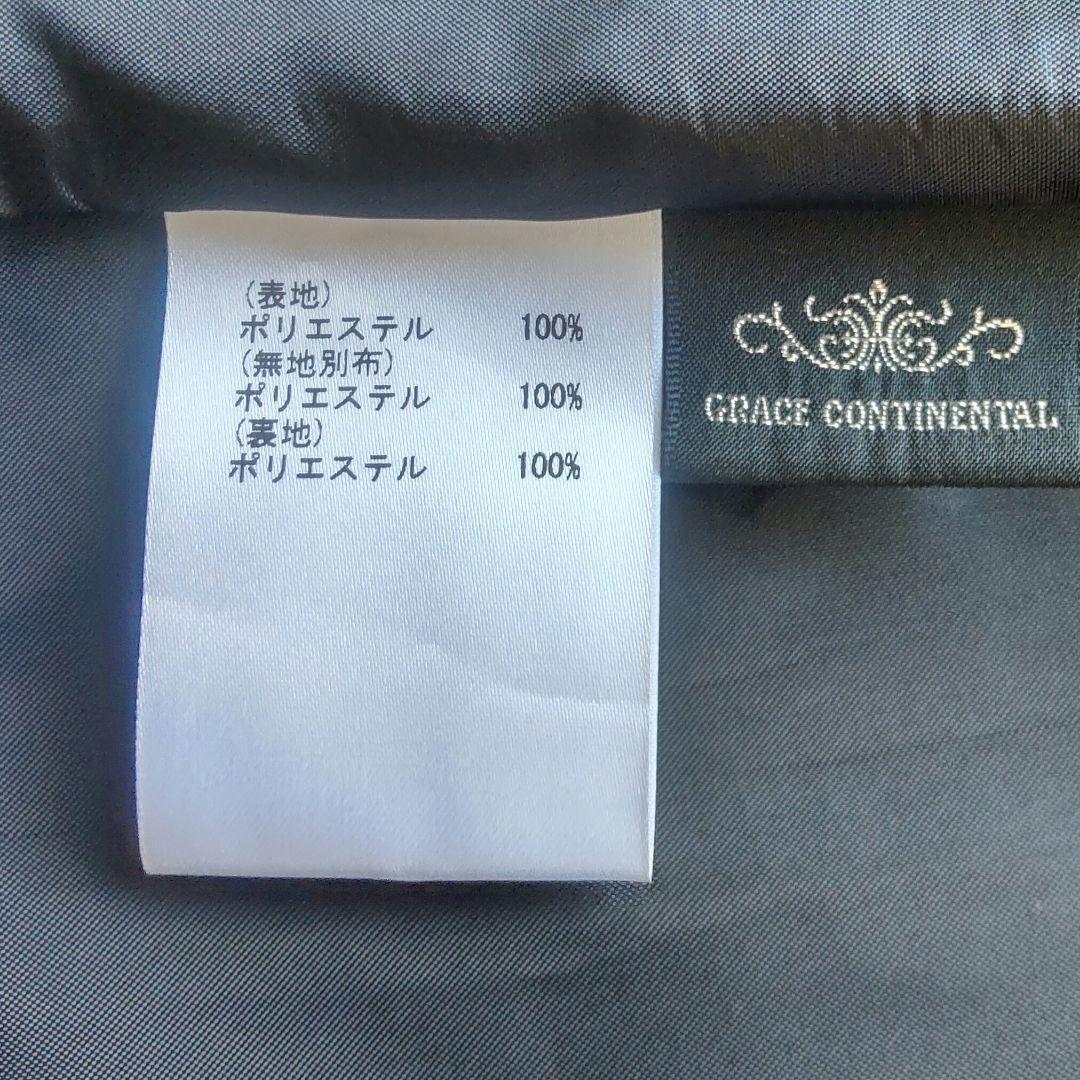 (表地)
ポリエステル 100%
(無地別布)
ポリエステル 100%
(裏地)
ポリエステル 100%
GRACE CONTINENTAL